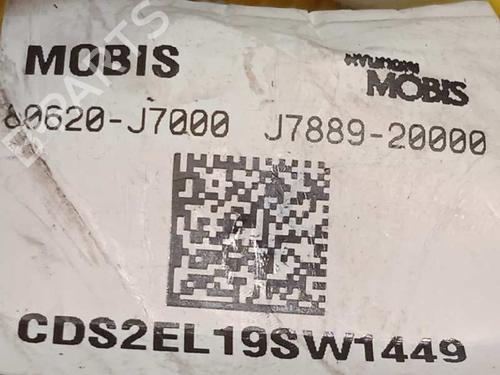 MOBIS
HYUNDAI
MOBIS
80620-J7000 J7889-20000
CDS2EL19SW1449